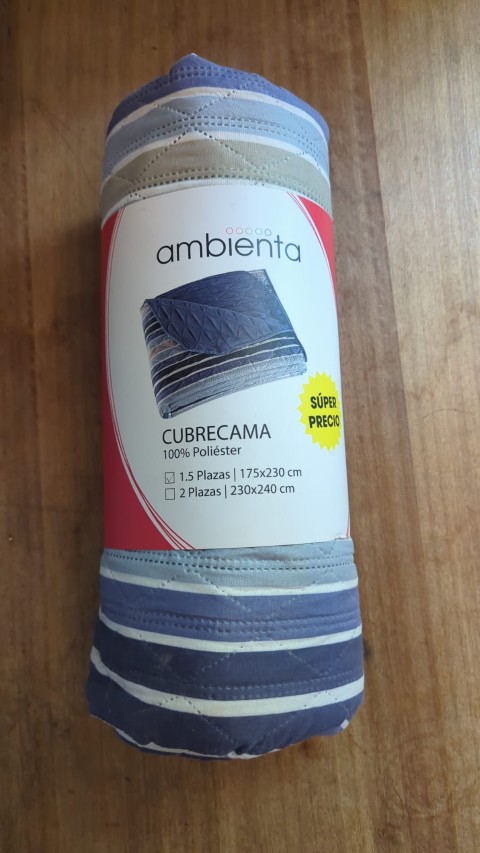 ambienta
SÚPER
PRECIO
CUBRECAMA
100% Poliéster
1.5 Plazas | 175x230 cm
2 Plazas | 230x240 cm